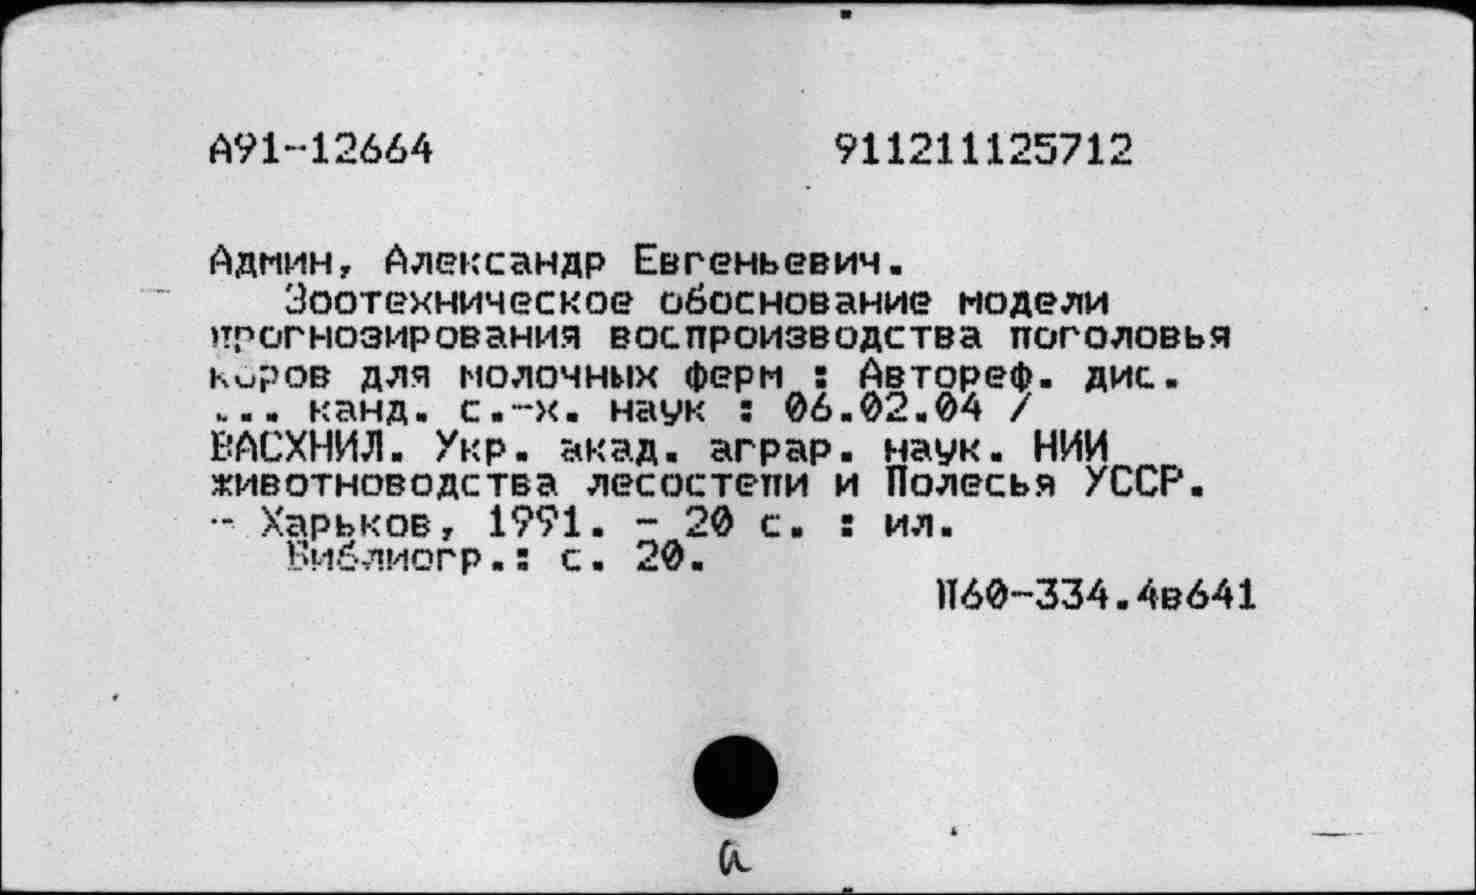 А91-12664 911211125712
Админ, Александр Евгеньевич.
Зоотехническое обоснование модели
прогнозирования воспроизводства поголовья
коров для молочных ферм : Автореф. дис.
... канд. с.-х. наук : 06.02.04 /
ВАСХНИЛ. Укр. акад. аграр. наук. НИИ
животноводства лесостепи и Полесья УССР.
- Харьков, 1991. - 20 с. : ил.
Библиогр.: с. 20.
П60-334.4в641
а